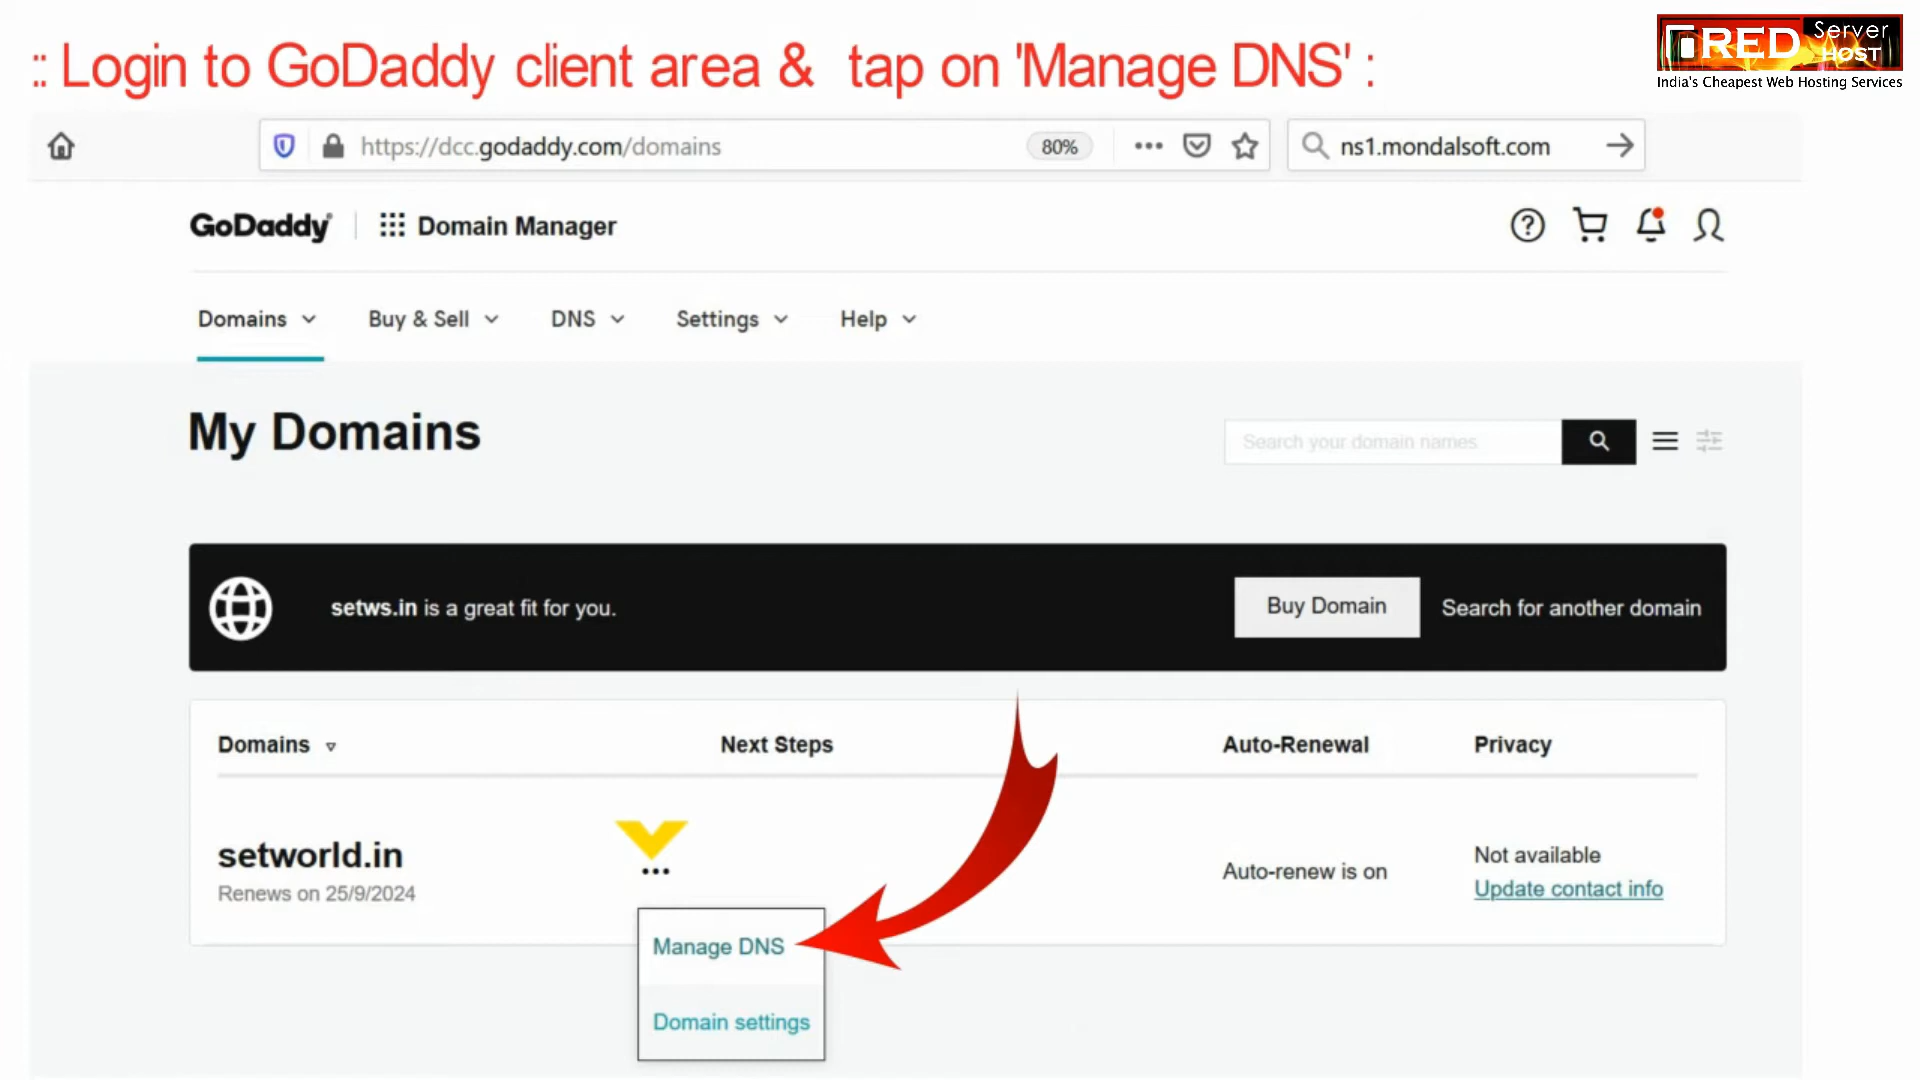 :: Login to GoDaddy client area & tap on 'Manage DNS' :
RED Server HOST
India's Cheapest Web Hosting Services
https://dcc.godaddy.com/domains
80%
ns1.mondalsoft.com
GoDaddy Domain Manager
Domains Buy & Sell DNS Settings Help
My Domains
Search your domain names
setws.in is a great fit for you.
Buy Domain
Search for another domain
Domains Next Steps Auto-Renewal Privacy
setworld.in
Renews on 25/9/2024
Auto-renew is on
Not available
Update contact info
Manage DNS
Domain settings